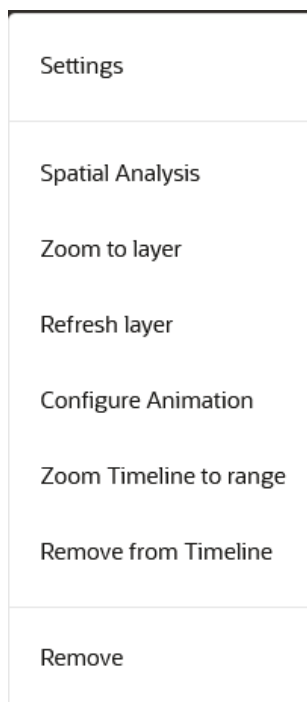 Settings
Spatial Analysis
Zoom to layer
Refresh layer
Configure Animation
Zoom Timeline to range
Remove from Timeline
Remove